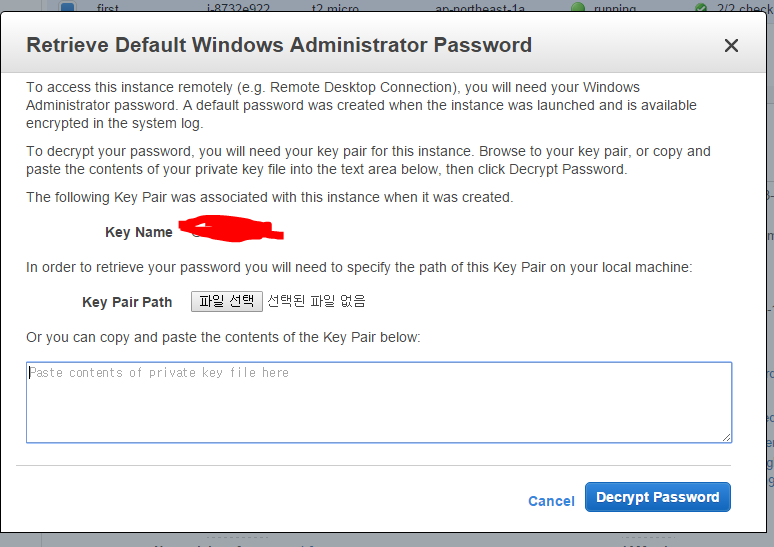 first i-8732e922 t2.micro ap-northeast-1a running 2/2 check
Retrieve Default Windows Administrator Password
To access this instance remotely (e.g. Remote Desktop Connection), you will need your Windows
Administrator password. A default password was created when the instance was launched and is available
encrypted in the system log.
To decrypt your password, you will need your key pair for this instance. Browse to your key pair, or copy and
paste the contents of your private key file into the text area below, then click Decrypt Password.
The following Key Pair was associated with this instance when it was created.
Key Name
In order to retrieve your password you will need to specify the path of this Key Pair on your local machine:
Key Pair Path 파일 선택 선택된 파일 없음
Or you can copy and paste the contents of the Key Pair below:
Paste contents of private key file here
Cancel Decrypt Password